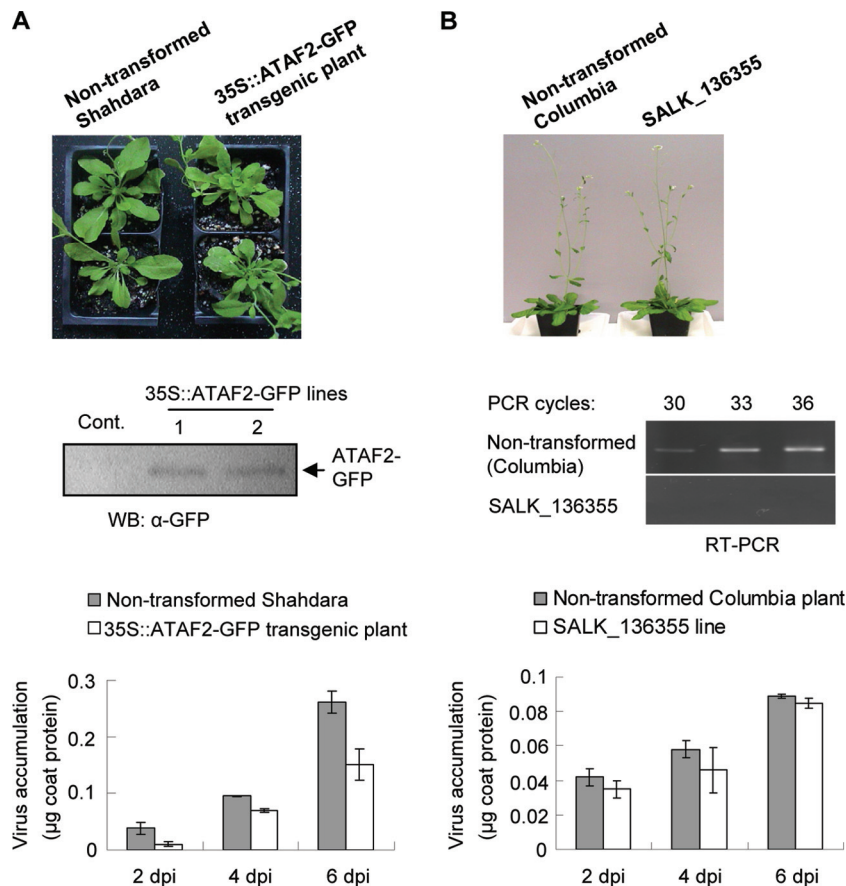 A
Non-transformed
Shahdara
35S::ATAF2-GFP
transgenic plant
35S::ATAF2-GFP lines
Cont.
1
2
ATAF2-
GFP
WB: α-GFP
Non-transformed Shahdara
35S::ATAF2-GFP transgenic plant
Virus accumulation
(µg coat protein)
0.3
0.2
0.1
0
2 dpi
4 dpi
6 dpi
B
Non-transformed
Columbia
SALK_136355
PCR cycles:
30
33
36
Non-transformed
(Columbia)
SALK_136355
RT-PCR
Non-transformed Columbia plant
SALK_136355 line
Virus accumulation
(µg coat protein)
0.1
0.08
0.06
0.04
0.02
0
2 dpi
4 dpi
6 dpi